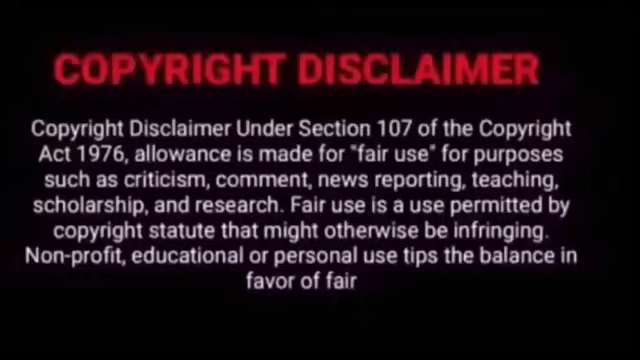 COPYRIGHT DISCLAIMER
Copyright Disclaimer Under Section 107 of the Copyright
Act 1976, allowance is made for "fair use" for purposes
such as criticism, comment, news reporting, teaching,
scholarship, and research. Fair use is a use permitted by
copyright statute that might otherwise be infringing.
Non-profit, educational or personal use tips the balance in
favor of fair